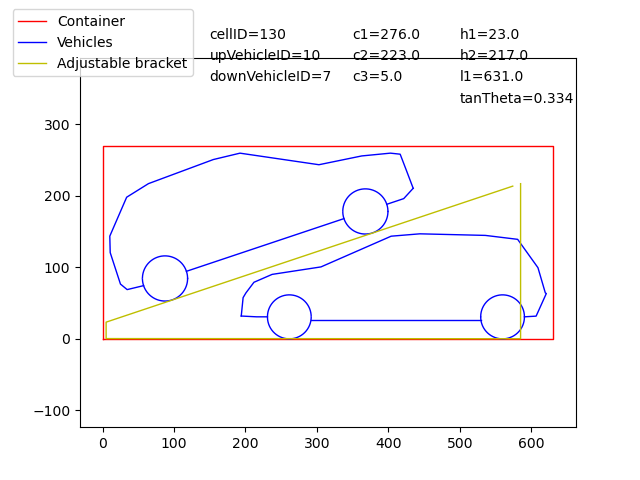 Container
Vehicles
Adjustable bracket
cellID=130 c1=276.0 h1=23.0
upVehicleID=10 c2=223.0 h2=217.0
downVehicleID=7 c3=5.0 l1=631.0
tanTheta=0.334
300
200
100
0
−100
0 100 200 300 400 500 600